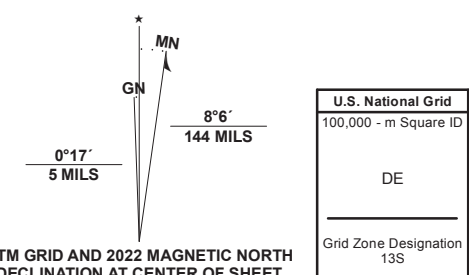 ★
MN
GN
0°17´
5 MILS
8°6´
144 MILS
TM GRID AND 2022 MAGNETIC NORTH
DECLINATION AT CENTER OF SHEET
U.S. National Grid
100,000 - m Square ID
DE
Grid Zone Designation
13S